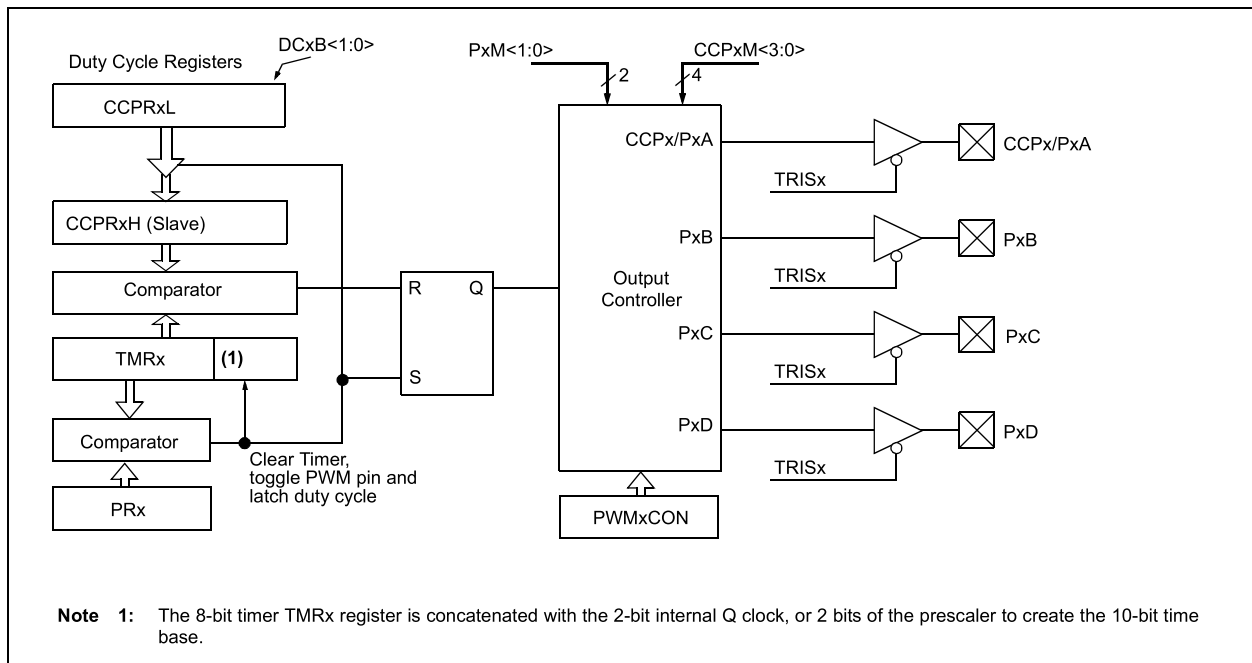 DCxB<1:0>
Duty Cycle Registers
CCPRxL
CCPRxH (Slave)
Comparator
TMRx
(1)
Comparator
PRx
Clear Timer,
toggle PWM pin and
latch duty cycle
R
Q
S
PxM<1:0>
2
CCPxM<3:0>
4
CCPx/PxA
PxB
Output
Controller
PxC
PxD
PWMxCON
TRISx
CCPx/PxA
TRISx
PxB
TRISx
PxC
TRISx
PxD
Note 1: The 8-bit timer TMRx register is concatenated with the 2-bit internal Q clock, or 2 bits of the prescaler to create the 10-bit time
base.